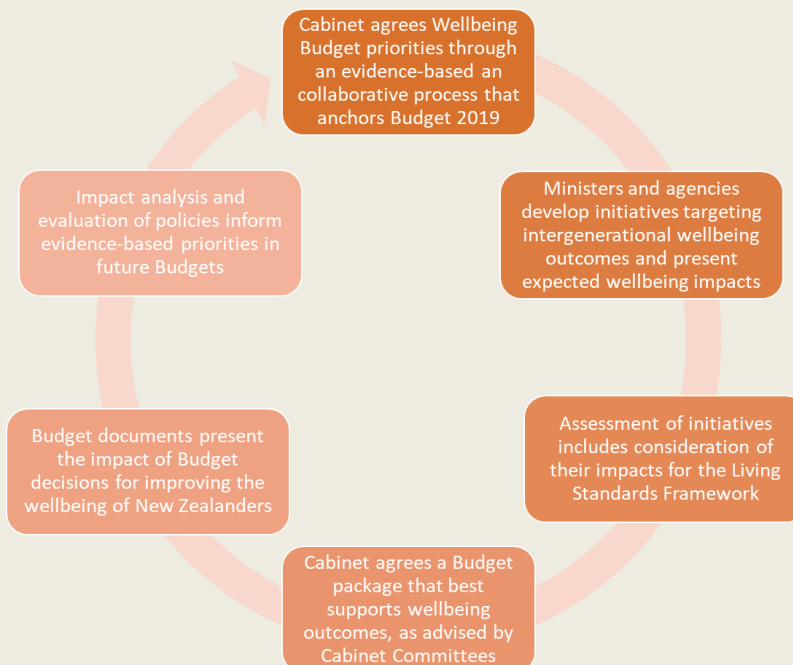 Cabinet agrees Wellbeing
Budget priorities through
an evidence-based an
collaborative process that
anchors Budget 2019
Ministers and agencies
develop initiatives targeting
intergenerational wellbeing
outcomes and present
expected wellbeing impacts
Assessment of initiatives
includes consideration of
their impacts for the Living
Standards Framework
Cabinet agrees a Budget
package that best
supports wellbeing
outcomes, as advised by
Cabinet Committees
Budget documents present
the impact of Budget
decisions for improving the
wellbeing of New Zealanders
Impact analysis and
evaluation of policies inform
evidence-based priorities in
future Budgets